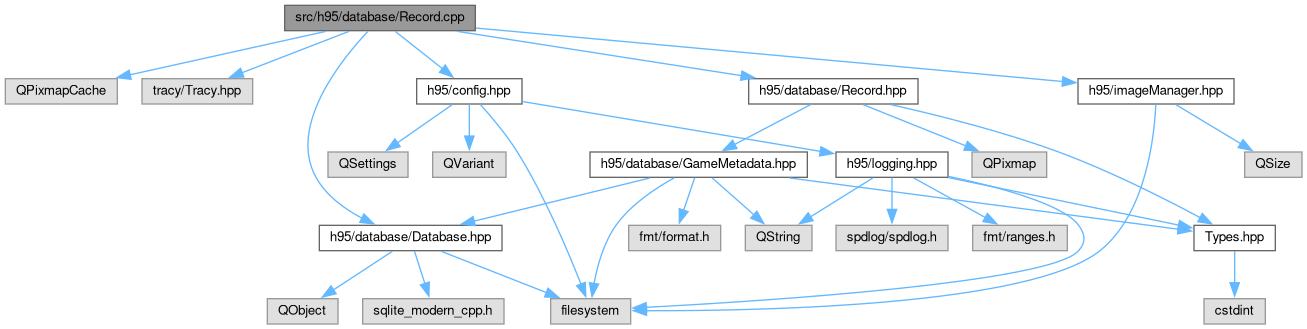 src/h95/database/Record.cpp
QPixmapCache
tracy/Tracy.hpp
h95/config.hpp
h95/database/Record.hpp
h95/imageManager.hpp
QSettings
QVariant
h95/database/GameMetadata.hpp
h95/logging.hpp
QPixmap
QSize
h95/database/Database.hpp
fmt/format.h
QString
spdlog/spdlog.h
fmt/ranges.h
Types.hpp
QObject
sqlite_modern_cpp.h
filesystem
cstdint